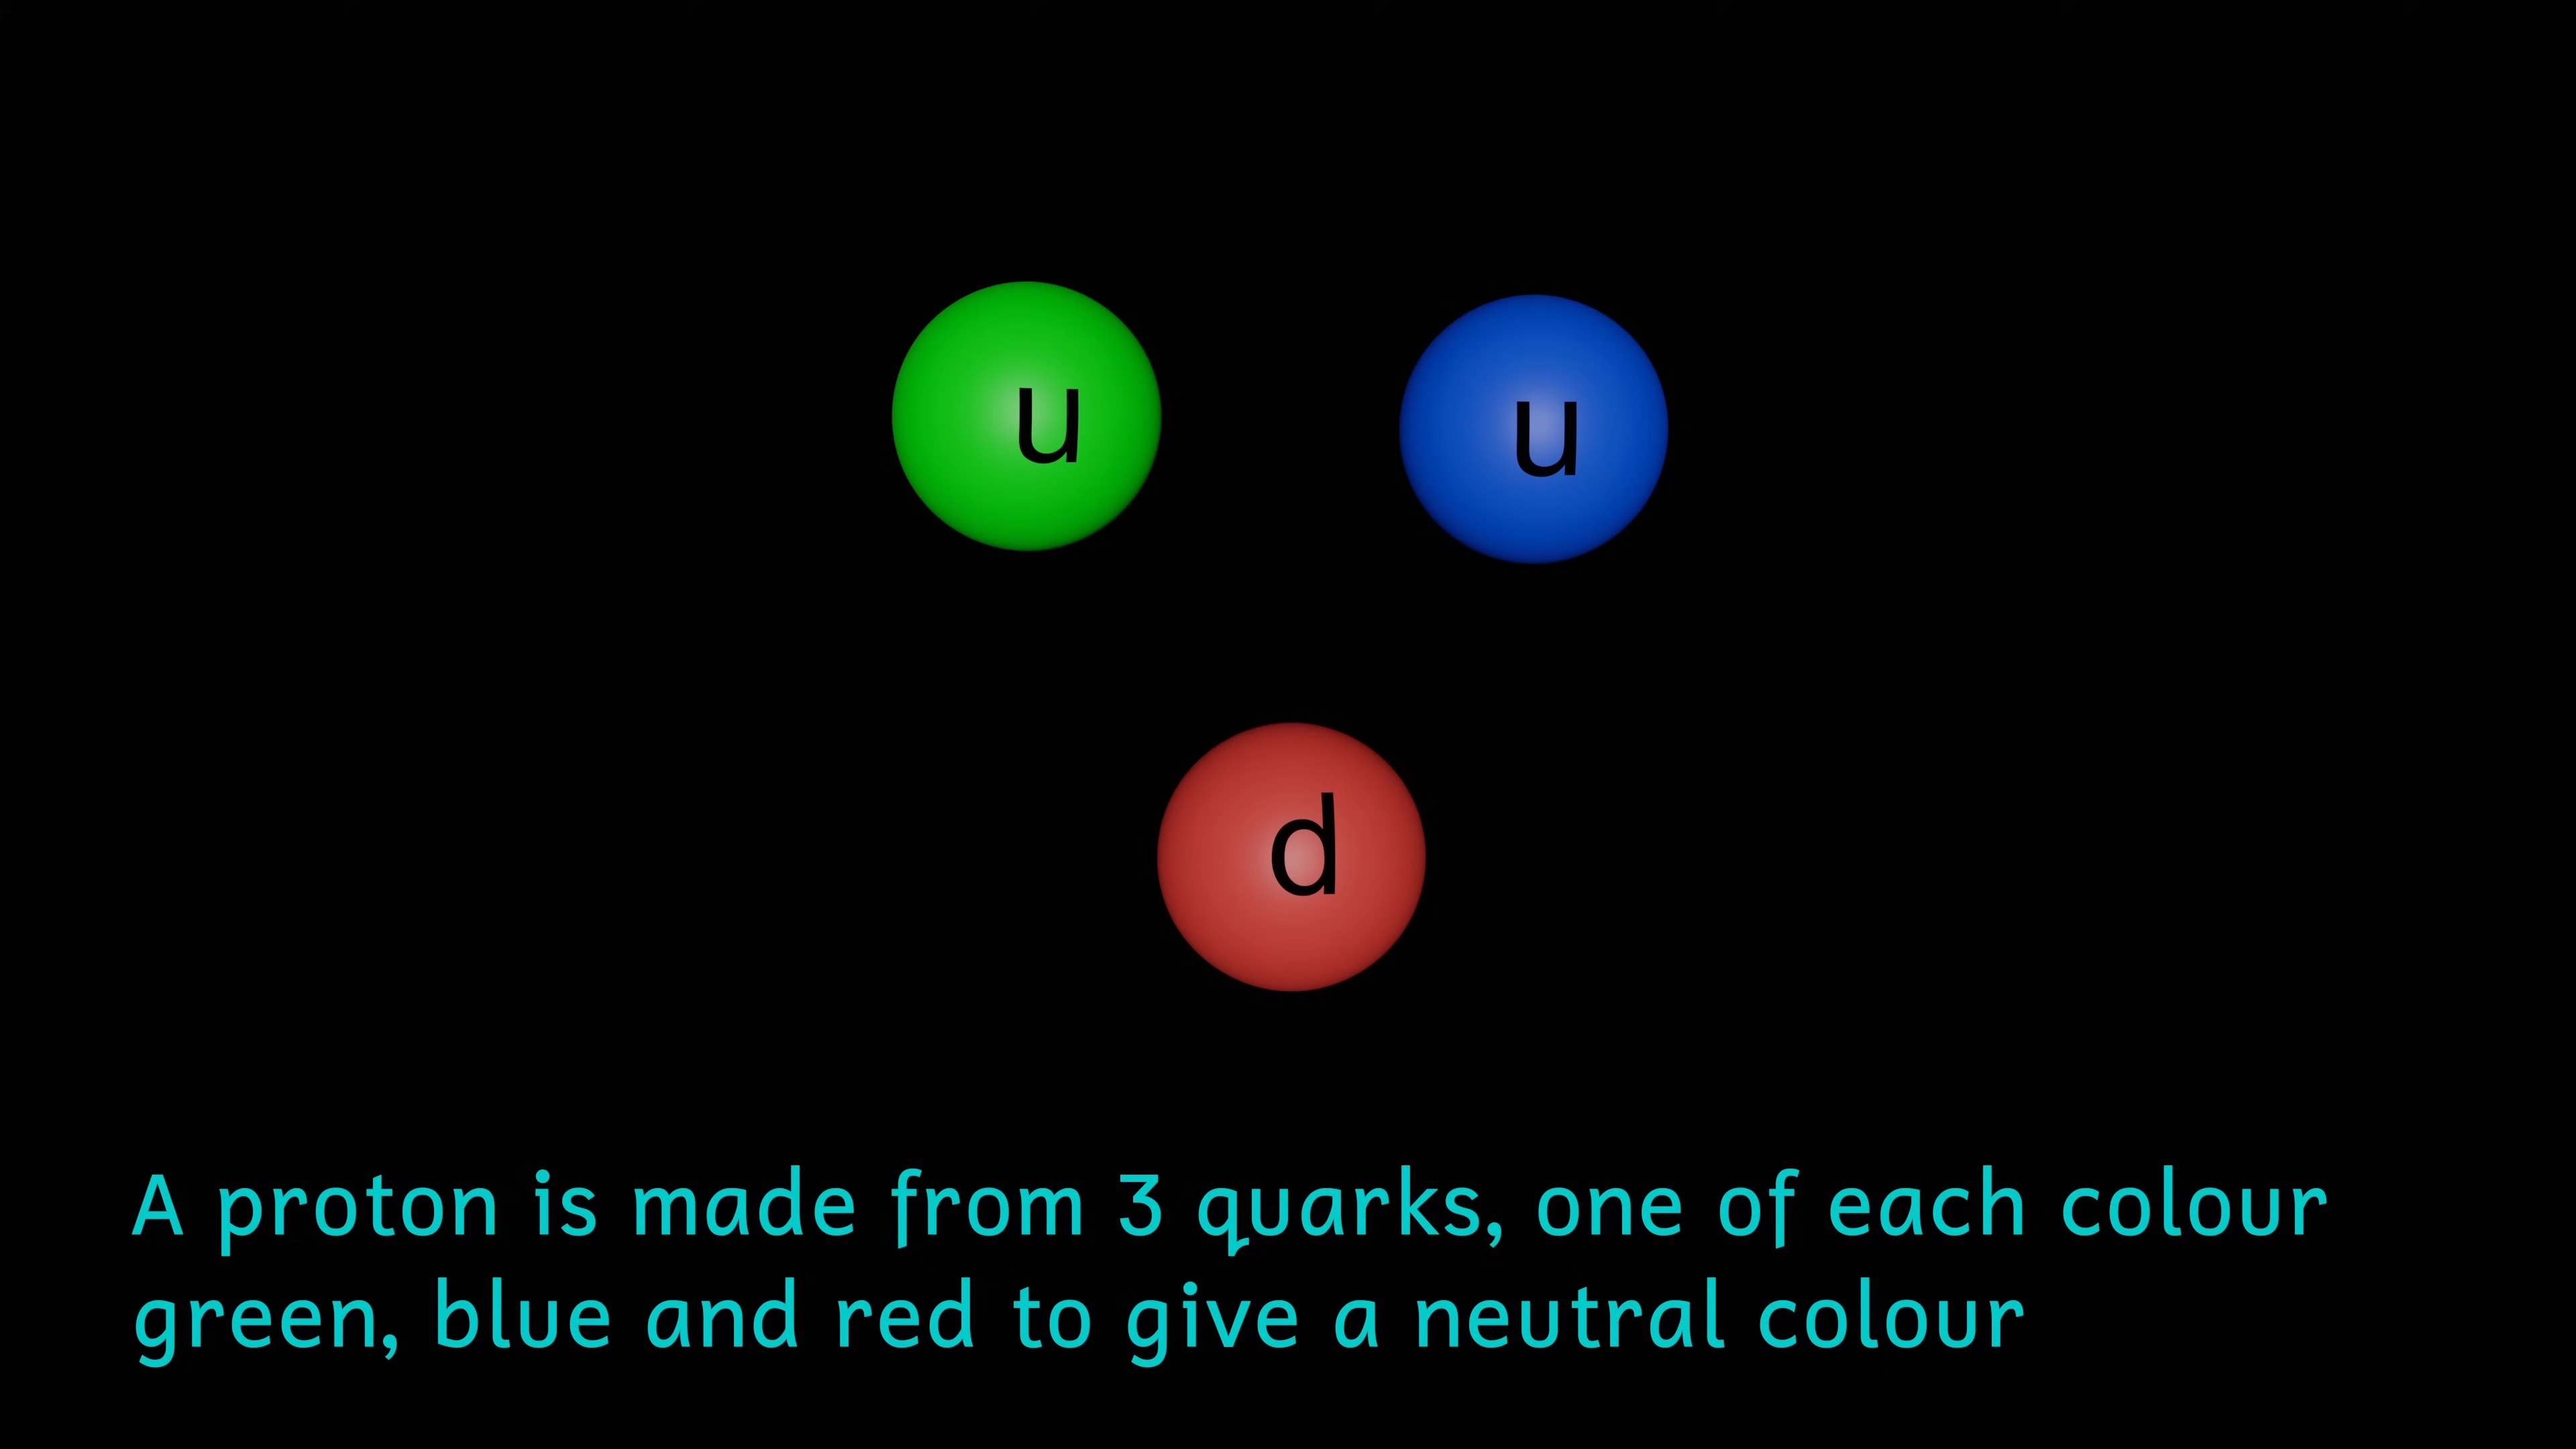 u u
d
A proton is made from 3 quarks, one of each colour
green, blue and red to give a neutral colour